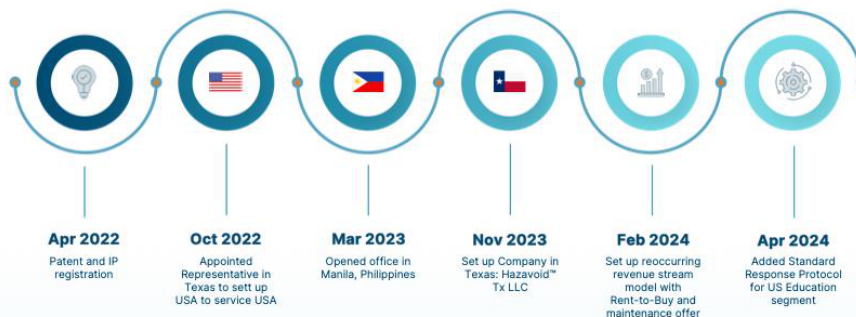 Apr 2022
Patent and IP
registration
Oct 2022
Appointed
Representative in
Texas to sett up
USA to service USA
Mar 2023
Opened office in
Manila, Philippines
Nov 2023
Set up Company in
Texas: Hazavoid™
Tx LLC
Feb 2024
Set up reoccurring
revenue stream
model with
Rent-to-Buy and
maintenance offer
Apr 2024
Added Standard
Response Protocol
for US Education
segment